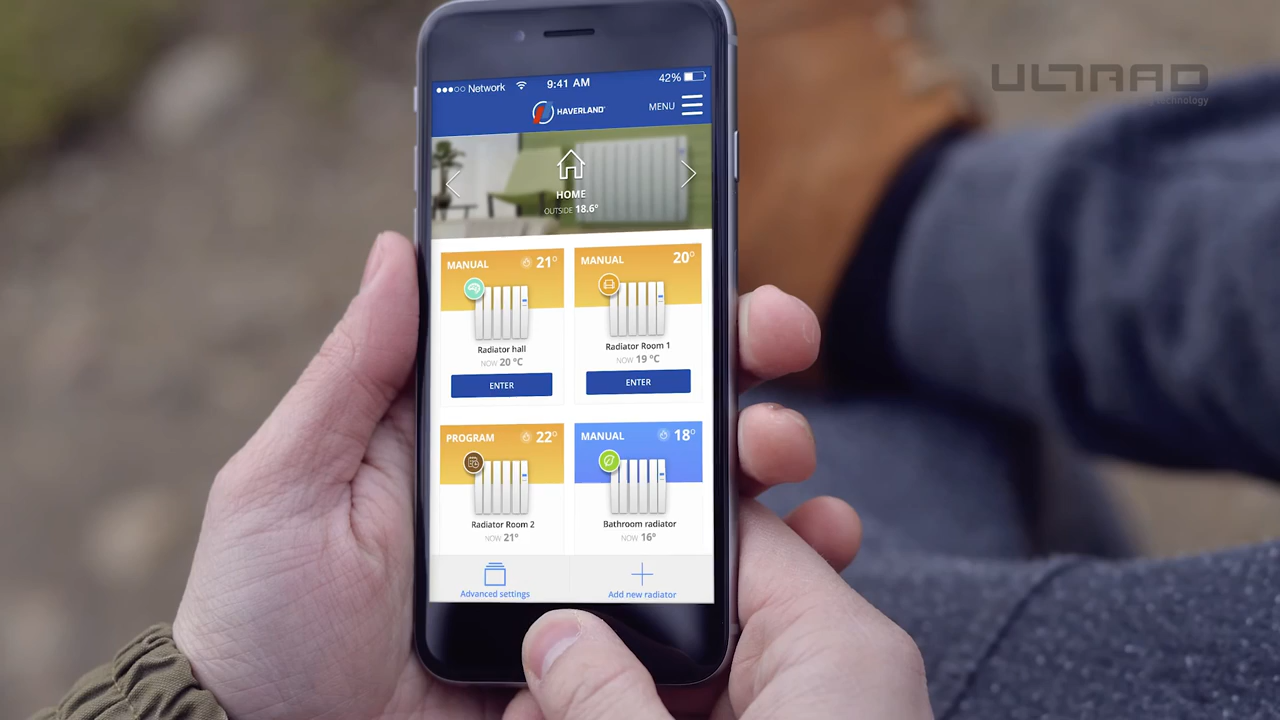 ULTRAD
technology
Network 9:41 AM 42%
HAVERLAND MENU
HOME
OUTSIDE 18.6°
MANUAL 21°
Radiator hall
NOW 20 °C
ENTER
MANUAL 20°
Radiator Room 1
NOW 19 °C
ENTER
PROGRAM 22°
Radiator Room 2
NOW 21°
MANUAL 18°
Bathroom radiator
NOW 16°
Advanced settings
Add new radiator